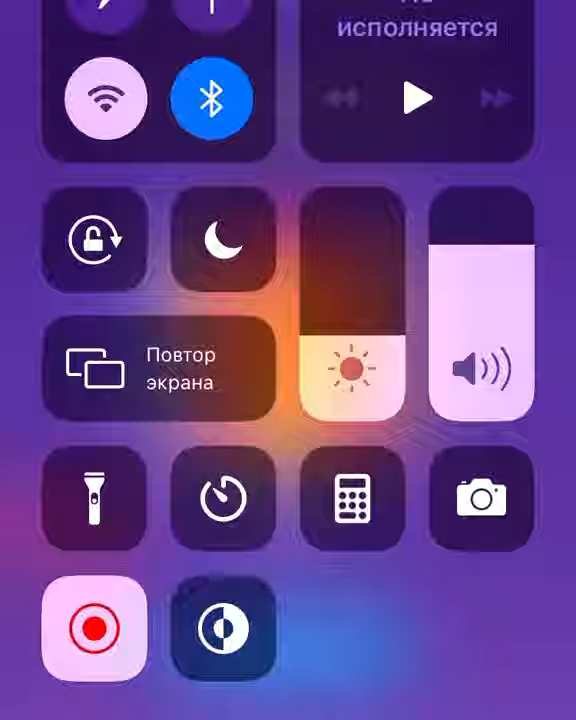 исполняется
Повтор
экрана